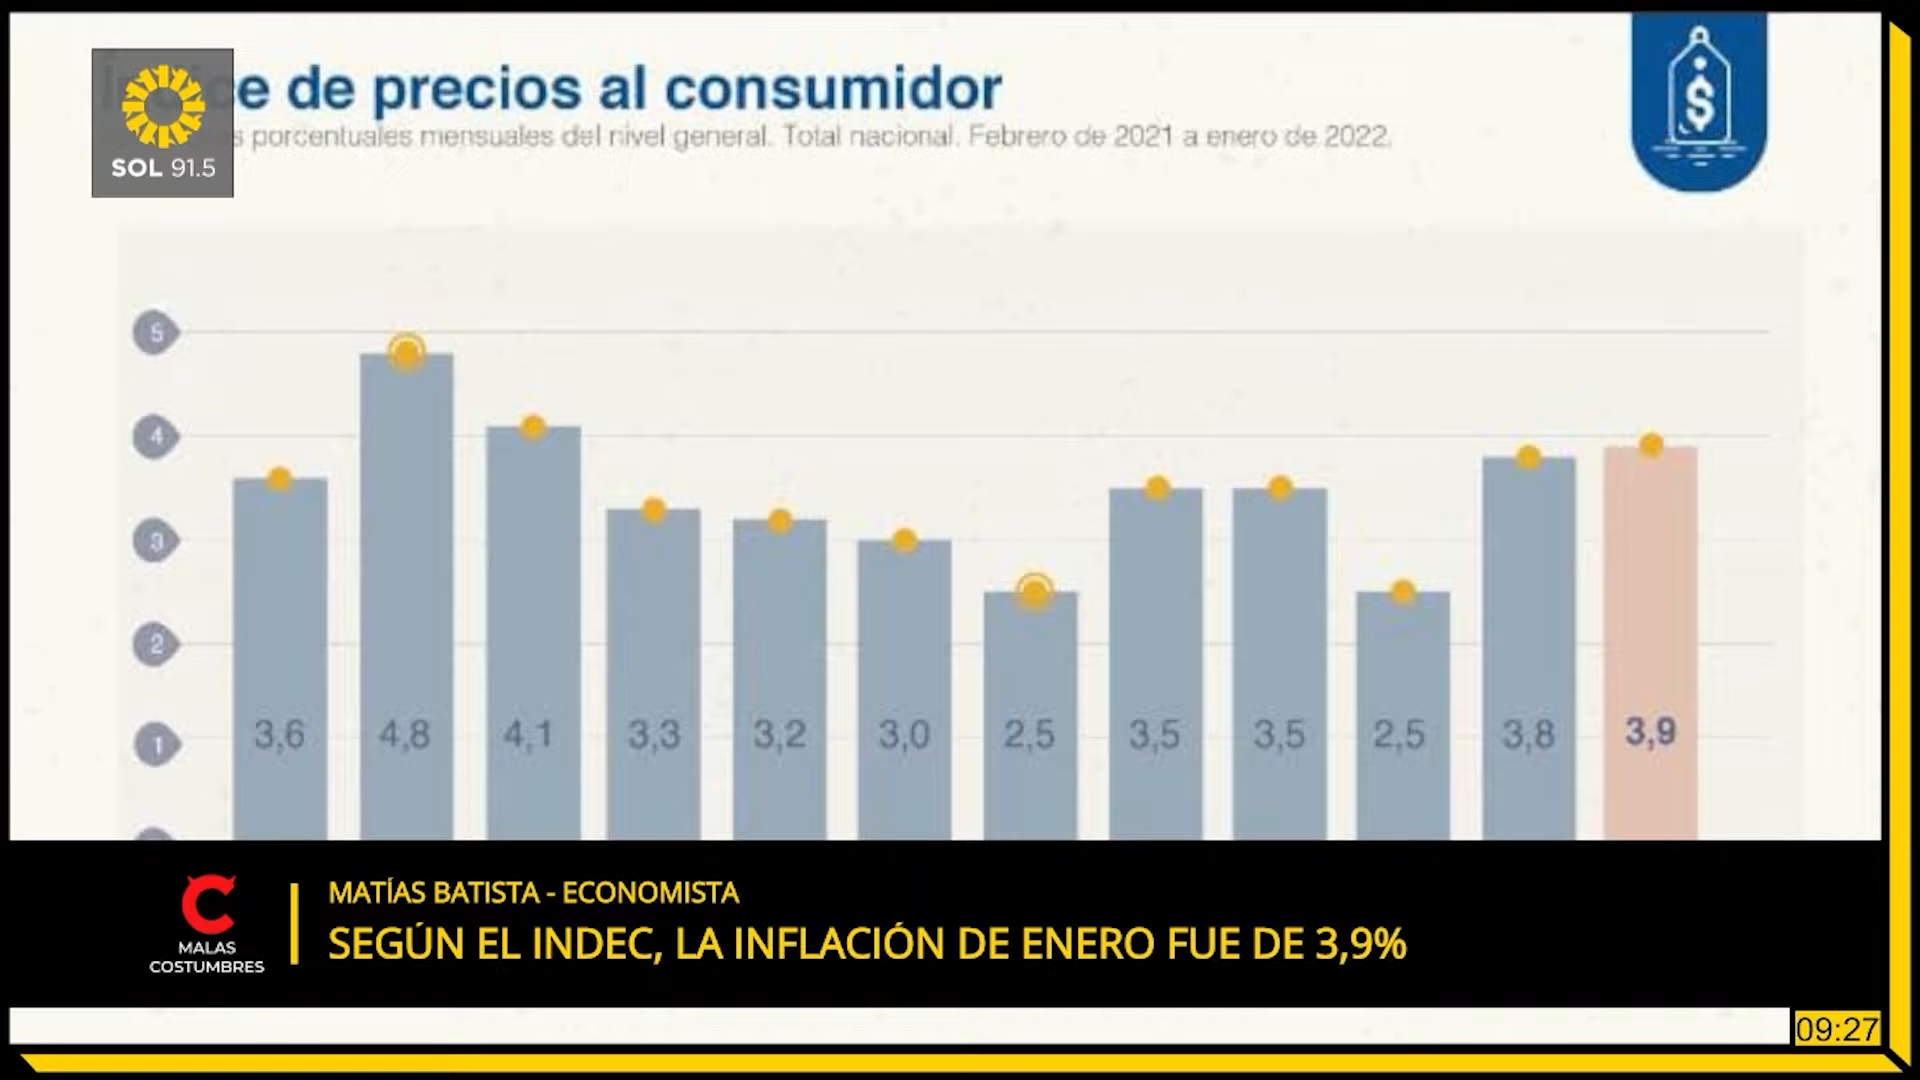 e de precios al consumidor
s porcentuales mensuales del nivel general. Total nacional. Febrero de 2021 a enero de 2022.
SOL 91.5
$
5
4
3
2
1
3,6 4,8 4,1 3,3 3,2 3,0 2,5 3,5 3,5 2,5 3,8 3,9
MATÍAS BATISTA - ECONOMISTA
SEGÚN EL INDEC, LA INFLACIÓN DE ENERO FUE DE 3,9%
C
MALAS
COSTUMBRES
09:27